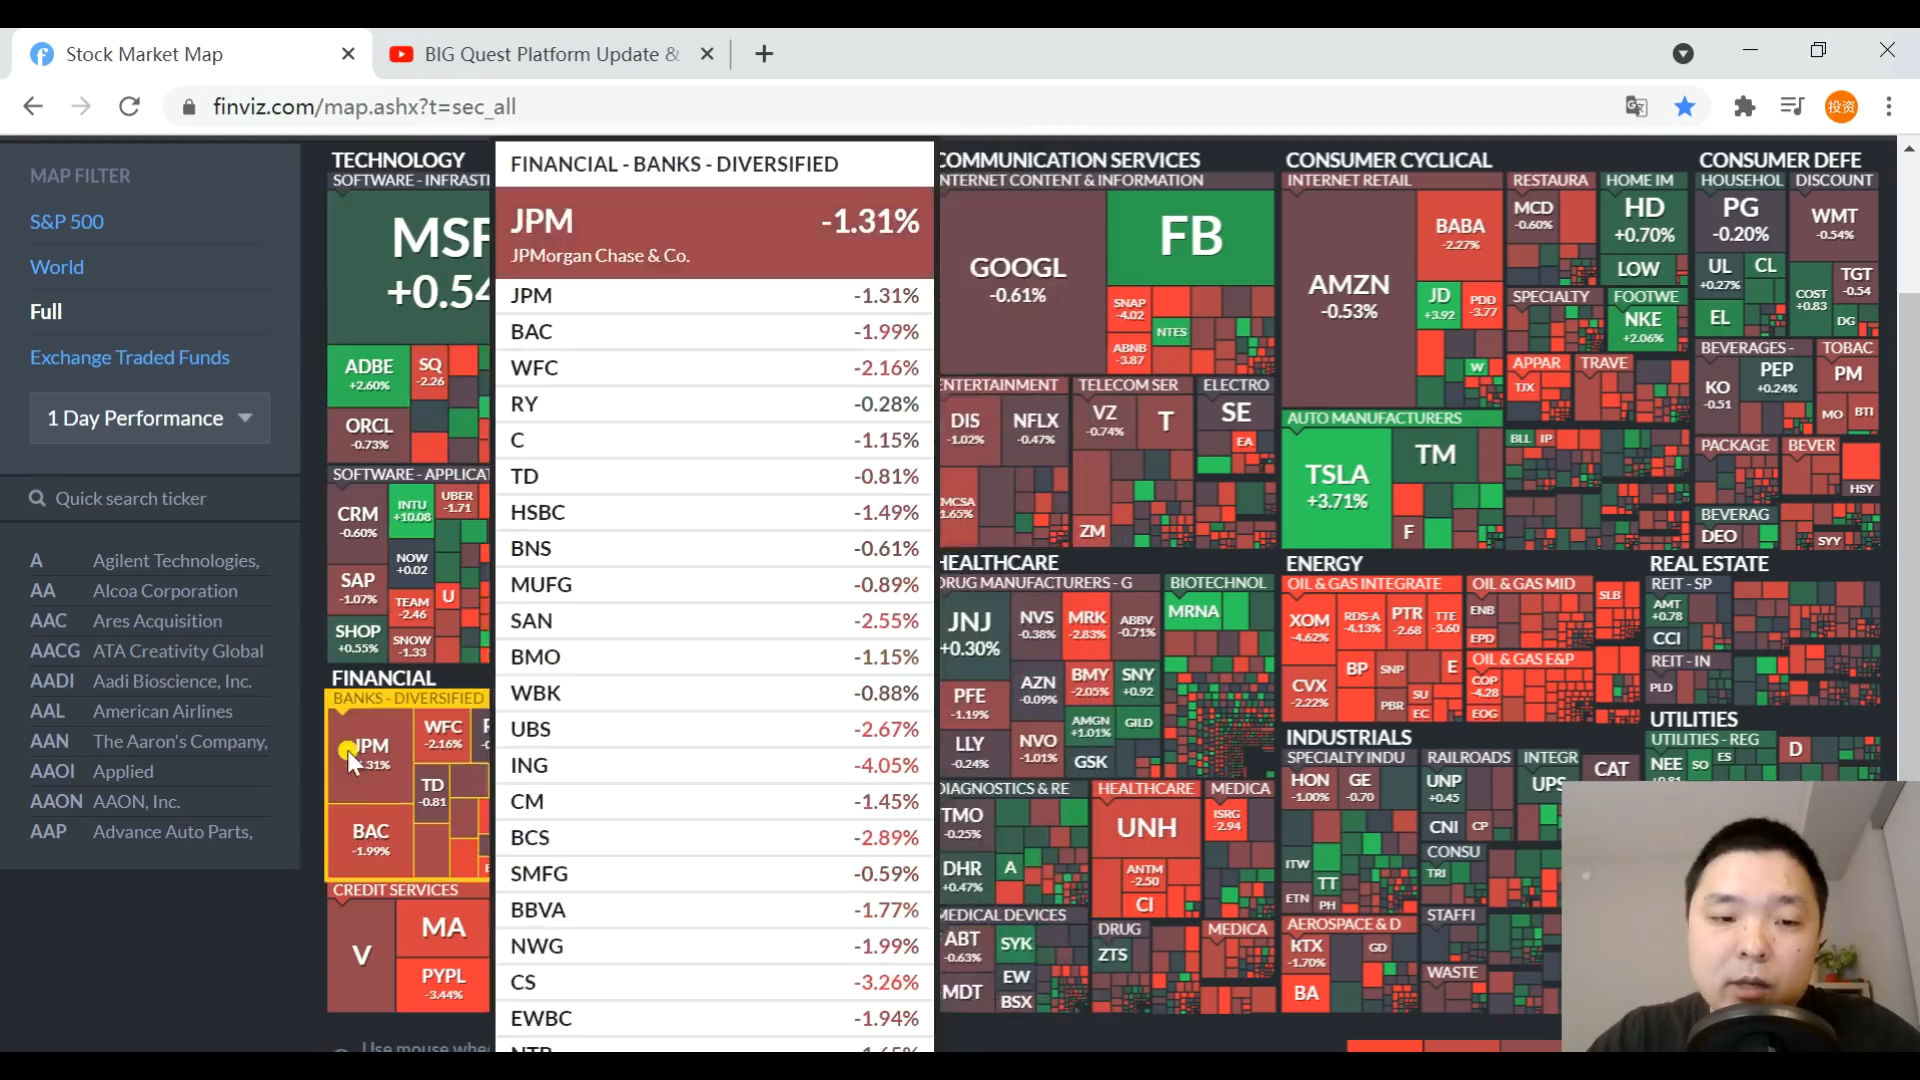 Stock Market Map
BIG Quest Platform Update &
finviz.com/map.ashx?t=sec_all
投资
MAP FILTER
S&P 500
World
Full
Exchange Traded Funds
1 Day Performance
Quick search ticker
A Agilent Technologies,
AA Alcoa Corporation
AAC Ares Acquisition
AACG ATA Creativity Global
AADI Aadi Bioscience, Inc.
AAL American Airlines
AAN The Aaron's Company,
AAOI Applied
AAON AAON, Inc.
AAP Advance Auto Parts,
TECHNOLOGY
SOFTWARE - INFRASTI
MSF
+0.54
ADBE
+2.60%
SQ
-2.26
ORCL
-0.73%
SOFTWARE - APPLICAT
CRM
-0.60%
INTU
+10.08
UBER
-1.71
NOW
+0.02
SAP
-1.07%
TEAM
-2.46
U
SHOP
+0.55%
SNOW
-1.33
FINANCIAL
BANKS - DIVERSIFIED
JPM
.31%
WFC
-2.16%
TD
-0.81
BAC
-1.99%
CREDIT SERVICES
V
MA
PYPL
-3.44%
Use mouse whe
FINANCIAL - BANKS - DIVERSIFIED
JPM -1.31%
JPMorgan Chase & Co.
JPM -1.31%
BAC -1.99%
WFC -2.16%
RY -0.28%
C -1.15%
TD -0.81%
HSBC -1.49%
BNS -0.61%
MUFG -0.89%
SAN -2.55%
BMO -1.15%
WBK -0.88%
UBS -2.67%
ING -4.05%
CM -1.45%
BCS -2.89%
SMFG -0.59%
BBVA -1.77%
NWG -1.99%
CS -3.26%
EWBC -1.94%
COMMUNICATION SERVICES
NTERNET CONTENT & INFORMATION
GOOGL
-0.61%
FB
SNAP
-4.02
NTES
ABNB
-3.87
ENTERTAINMENT
TELECOM SER
ELECTRO
DIS
-1.02%
NFLX
-0.47%
VZ
-0.74%
T
SE
EA
MCSA
1.65%
ZM
CONSUMER CYCLICAL
INTERNET RETAIL
AMZN
-0.53%
BABA
-2.27%
JD
+3.92
PDD
-3.77
W
RESTAURA
MCD
-0.60%
HOME IM
HD
+0.70%
LOW
SPECIALTY
FOOTWE
NKE
+2.06%
APPAR
TJX
TRAVE
AUTO MANUFACTURERS
TSLA
+3.71%
TM
F
BLL
IP
CONSUMER DEFE
HOUSEHOL
DISCOUNT
PG
-0.20%
WMT
-0.54%
UL
+0.27%
CL
COST
+0.83
TGT
-0.54
EL
DG
BEVERAGES -
TOBAC
KO
-0.51
PEP
+0.24%
PM
MO
BTI
PACKAGE
BEVER
HSY
BEVERAG
DEO
SYY
HEALTHCARE
DRUG MANUFACTURERS - G
BIOTECHNOL
JNJ
+0.30%
NVS
-0.38%
MRK
-2.83%
ABBV
-0.71%
MRNA
PFE
-1.19%
AZN
-0.09%
BMY
-2.05%
SNY
+0.92
AMGN
+1.01%
GILD
LLY
-0.24%
NVO
-1.01%
GSK
DIAGNOSTICS & RE
HEALTHCARE
MEDICA
TMO
-0.25%
UNH
ISRG
-2.94
DHR
+0.47%
A
ANTM
-2.50
CI
MEDICAL DEVICES
DRUG
MEDICA
ABT
-0.63%
SYK
ZTS
EW
MDT
BSX
ENERGY
OIL & GAS INTEGRATE
OIL & GAS MID
XOM
-4.62%
RDS-A
-4.13%
PTR
-2.68
TTE
-3.60
ENB
SLB
EPD
CVX
-2.22%
BP
SNP
E
OIL & GAS E&P
COP
-4.28
SU
PBR
EC
EOG
REAL ESTATE
REIT - SP
AMT
+0.78
CCI
REIT - IN
PLD
UTILITIES
UTILITIES - REG
NEE
+0.81
SO
ES
D
INDUSTRIALS
SPECIALTY INDU
RAILROADS
INTEGR
CAT
HON
-1.00%
GE
-0.70
UNP
+0.45
UPS
CNI
CP
ITW
CONSU
TRI
TT
ETN
PH
AEROSPACE & D
STAFFI
RTX
-1.70%
GD
BA
WASTE